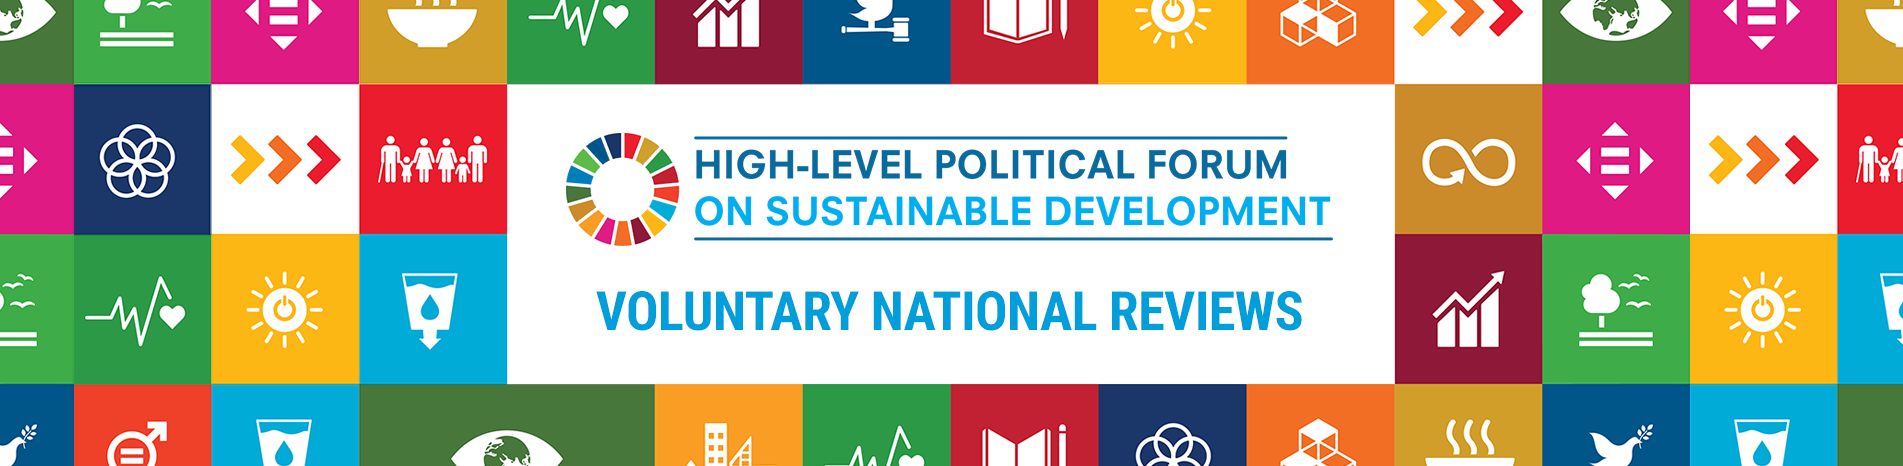 HIGH-LEVEL POLITICAL FORUM
ON SUSTAINABLE DEVELOPMENT
VOLUNTARY NATIONAL REVIEWS